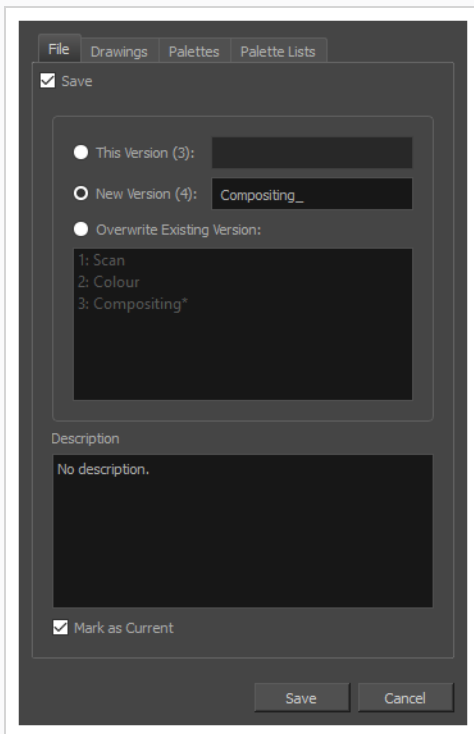 File Drawings Palettes Palette Lists
Save
This Version (3):
New Version (4): Compositing_
Overwrite Existing Version:
1: Scan
2: Colour
3: Compositing*
Description
No description.
Mark as Current
Save Cancel